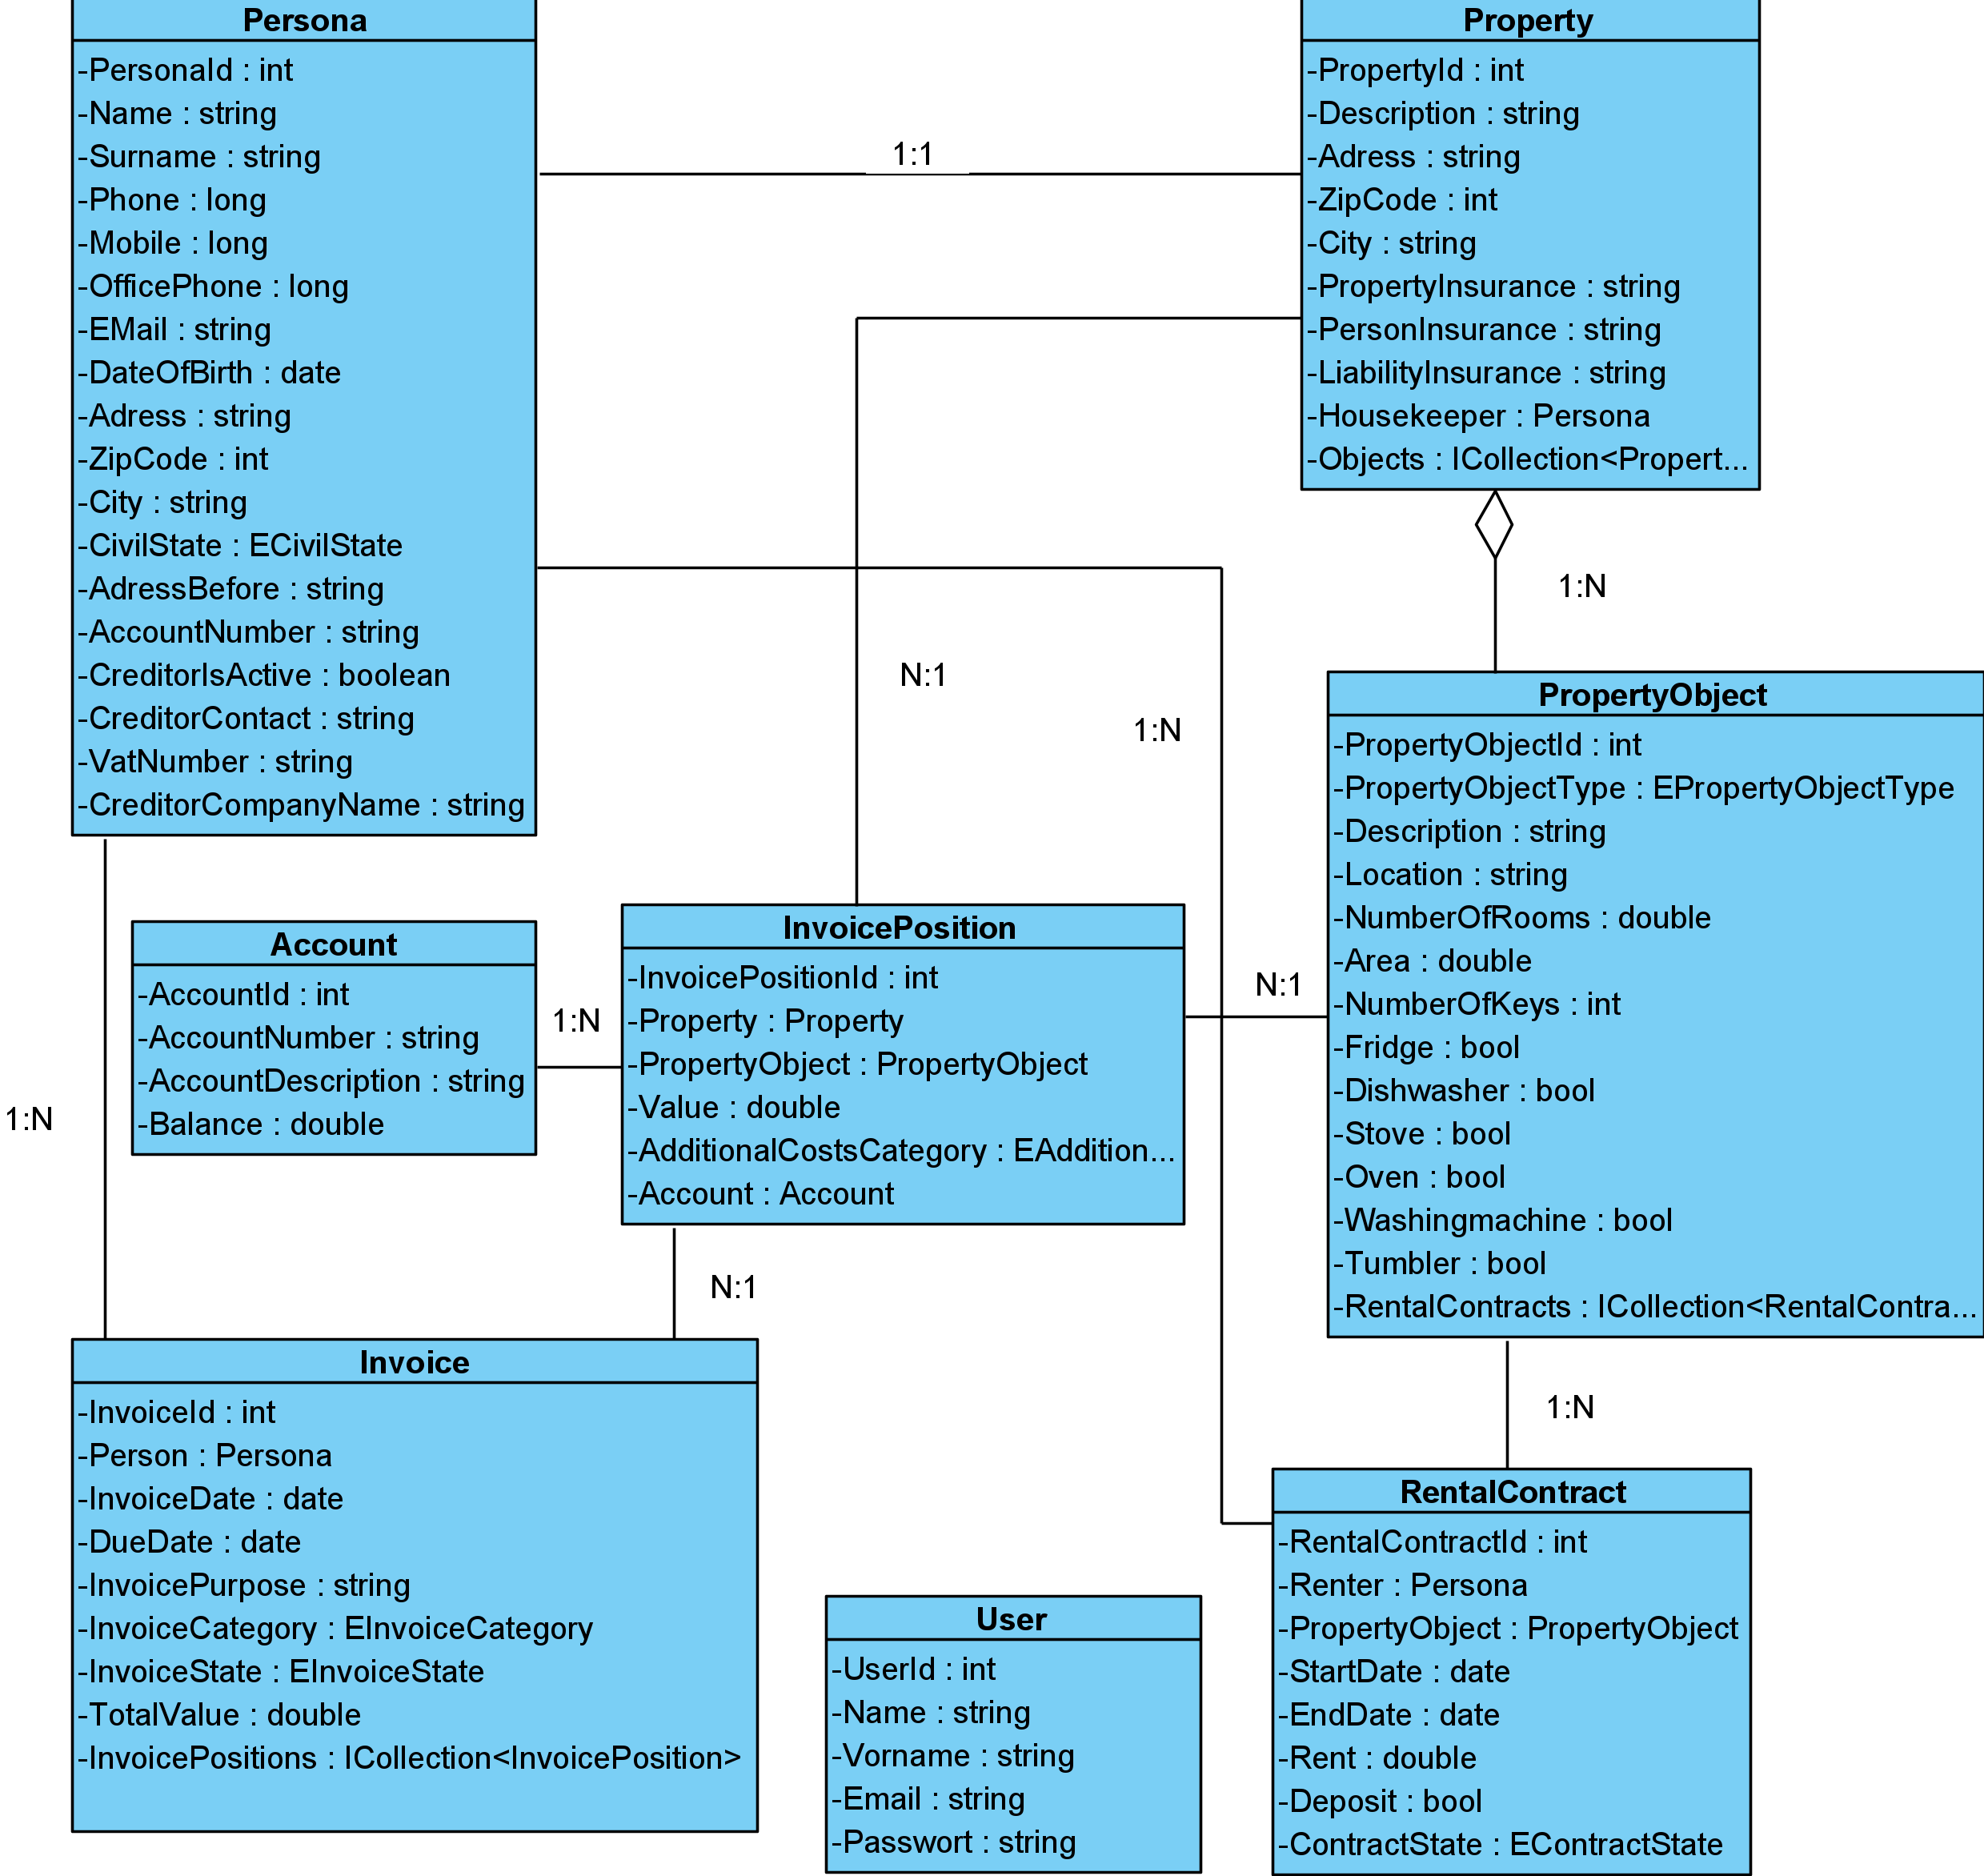 Persona
-PersonaId : int
-Name : string
-Surname : string
-Phone : long
-Mobile : long
-OfficePhone : long
-EMail : string
-DateOfBirth : date
-Adress : string
-ZipCode : int
-City : string
-CivilState : ECivilState
-AdressBefore : string
-AccountNumber : string
-CreditorIsActive : boolean
-CreditorContact : string
-VatNumber : string
-CreditorCompanyName : string
1:1
Property
-PropertyId : int
-Description : string
-Adress : string
-ZipCode : int
-City : string
-PropertyInsurance : string
-PersonInsurance : string
-LiabilityInsurance : string
-Housekeeper : Persona
-Objects : ICollection<Propert...
1:N
N:1
1:N
PropertyObject
-PropertyObjectId : int
-PropertyObjectType : EPropertyObjectType
-Description : string
-Location : string
-NumberOfRooms : double
-Area : double
-NumberOfKeys : int
-Fridge : bool
-Dishwasher : bool
-Stove : bool
-Oven : bool
-Washingmachine : bool
-Tumbler : bool
-RentalContracts : ICollection<RentalContra...
Account
-AccountId : int
-AccountNumber : string
-AccountDescription : string
-Balance : double
1:N
InvoicePosition
-InvoicePositionId : int
-Property : Property
-PropertyObject : PropertyObject
-Value : double
-AdditionalCostsCategory : EAddition...
-Account : Account
N:1
1:N
N:1
1:N
Invoice
-InvoiceId : int
-Person : Persona
-InvoiceDate : date
-DueDate : date
-InvoicePurpose : string
-InvoiceCategory : EInvoiceCategory
-InvoiceState : EInvoiceState
-TotalValue : double
-InvoicePositions : ICollection<InvoicePosition>
User
-UserId : int
-Name : string
-Vorname : string
-Email : string
-Passwort : string
RentalContract
-RentalContractId : int
-Renter : Persona
-PropertyObject : PropertyObject
-StartDate : date
-EndDate : date
-Rent : double
-Deposit : bool
-ContractState : EContractState